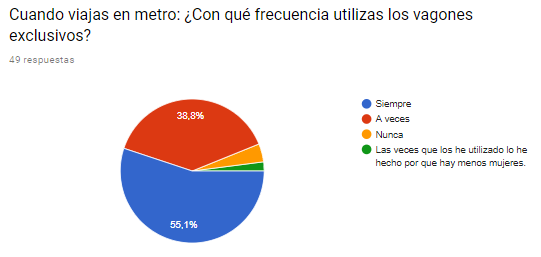 Cuando viajas en metro: ¿Con qué frecuencia utilizas los vagones
exclusivos?
49 respuestas
38,8%
55,1%
Siempre
A veces
Nunca
Las veces que los he utilizado lo he
hecho por que hay menos mujeres.